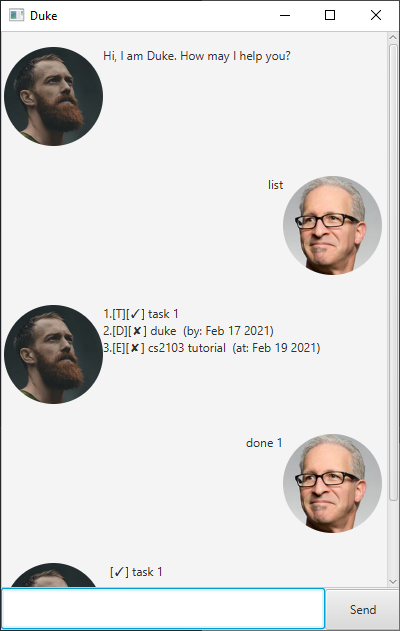 Duke
Hi, I am Duke. How may I help you?
list
1.[T][✓] task 1
2.[D][✘] duke  (by: Feb 17 2021)
3.[E][✘] cs2103 tutorial  (at: Feb 19 2021)
done 1
[✓] task 1
Send